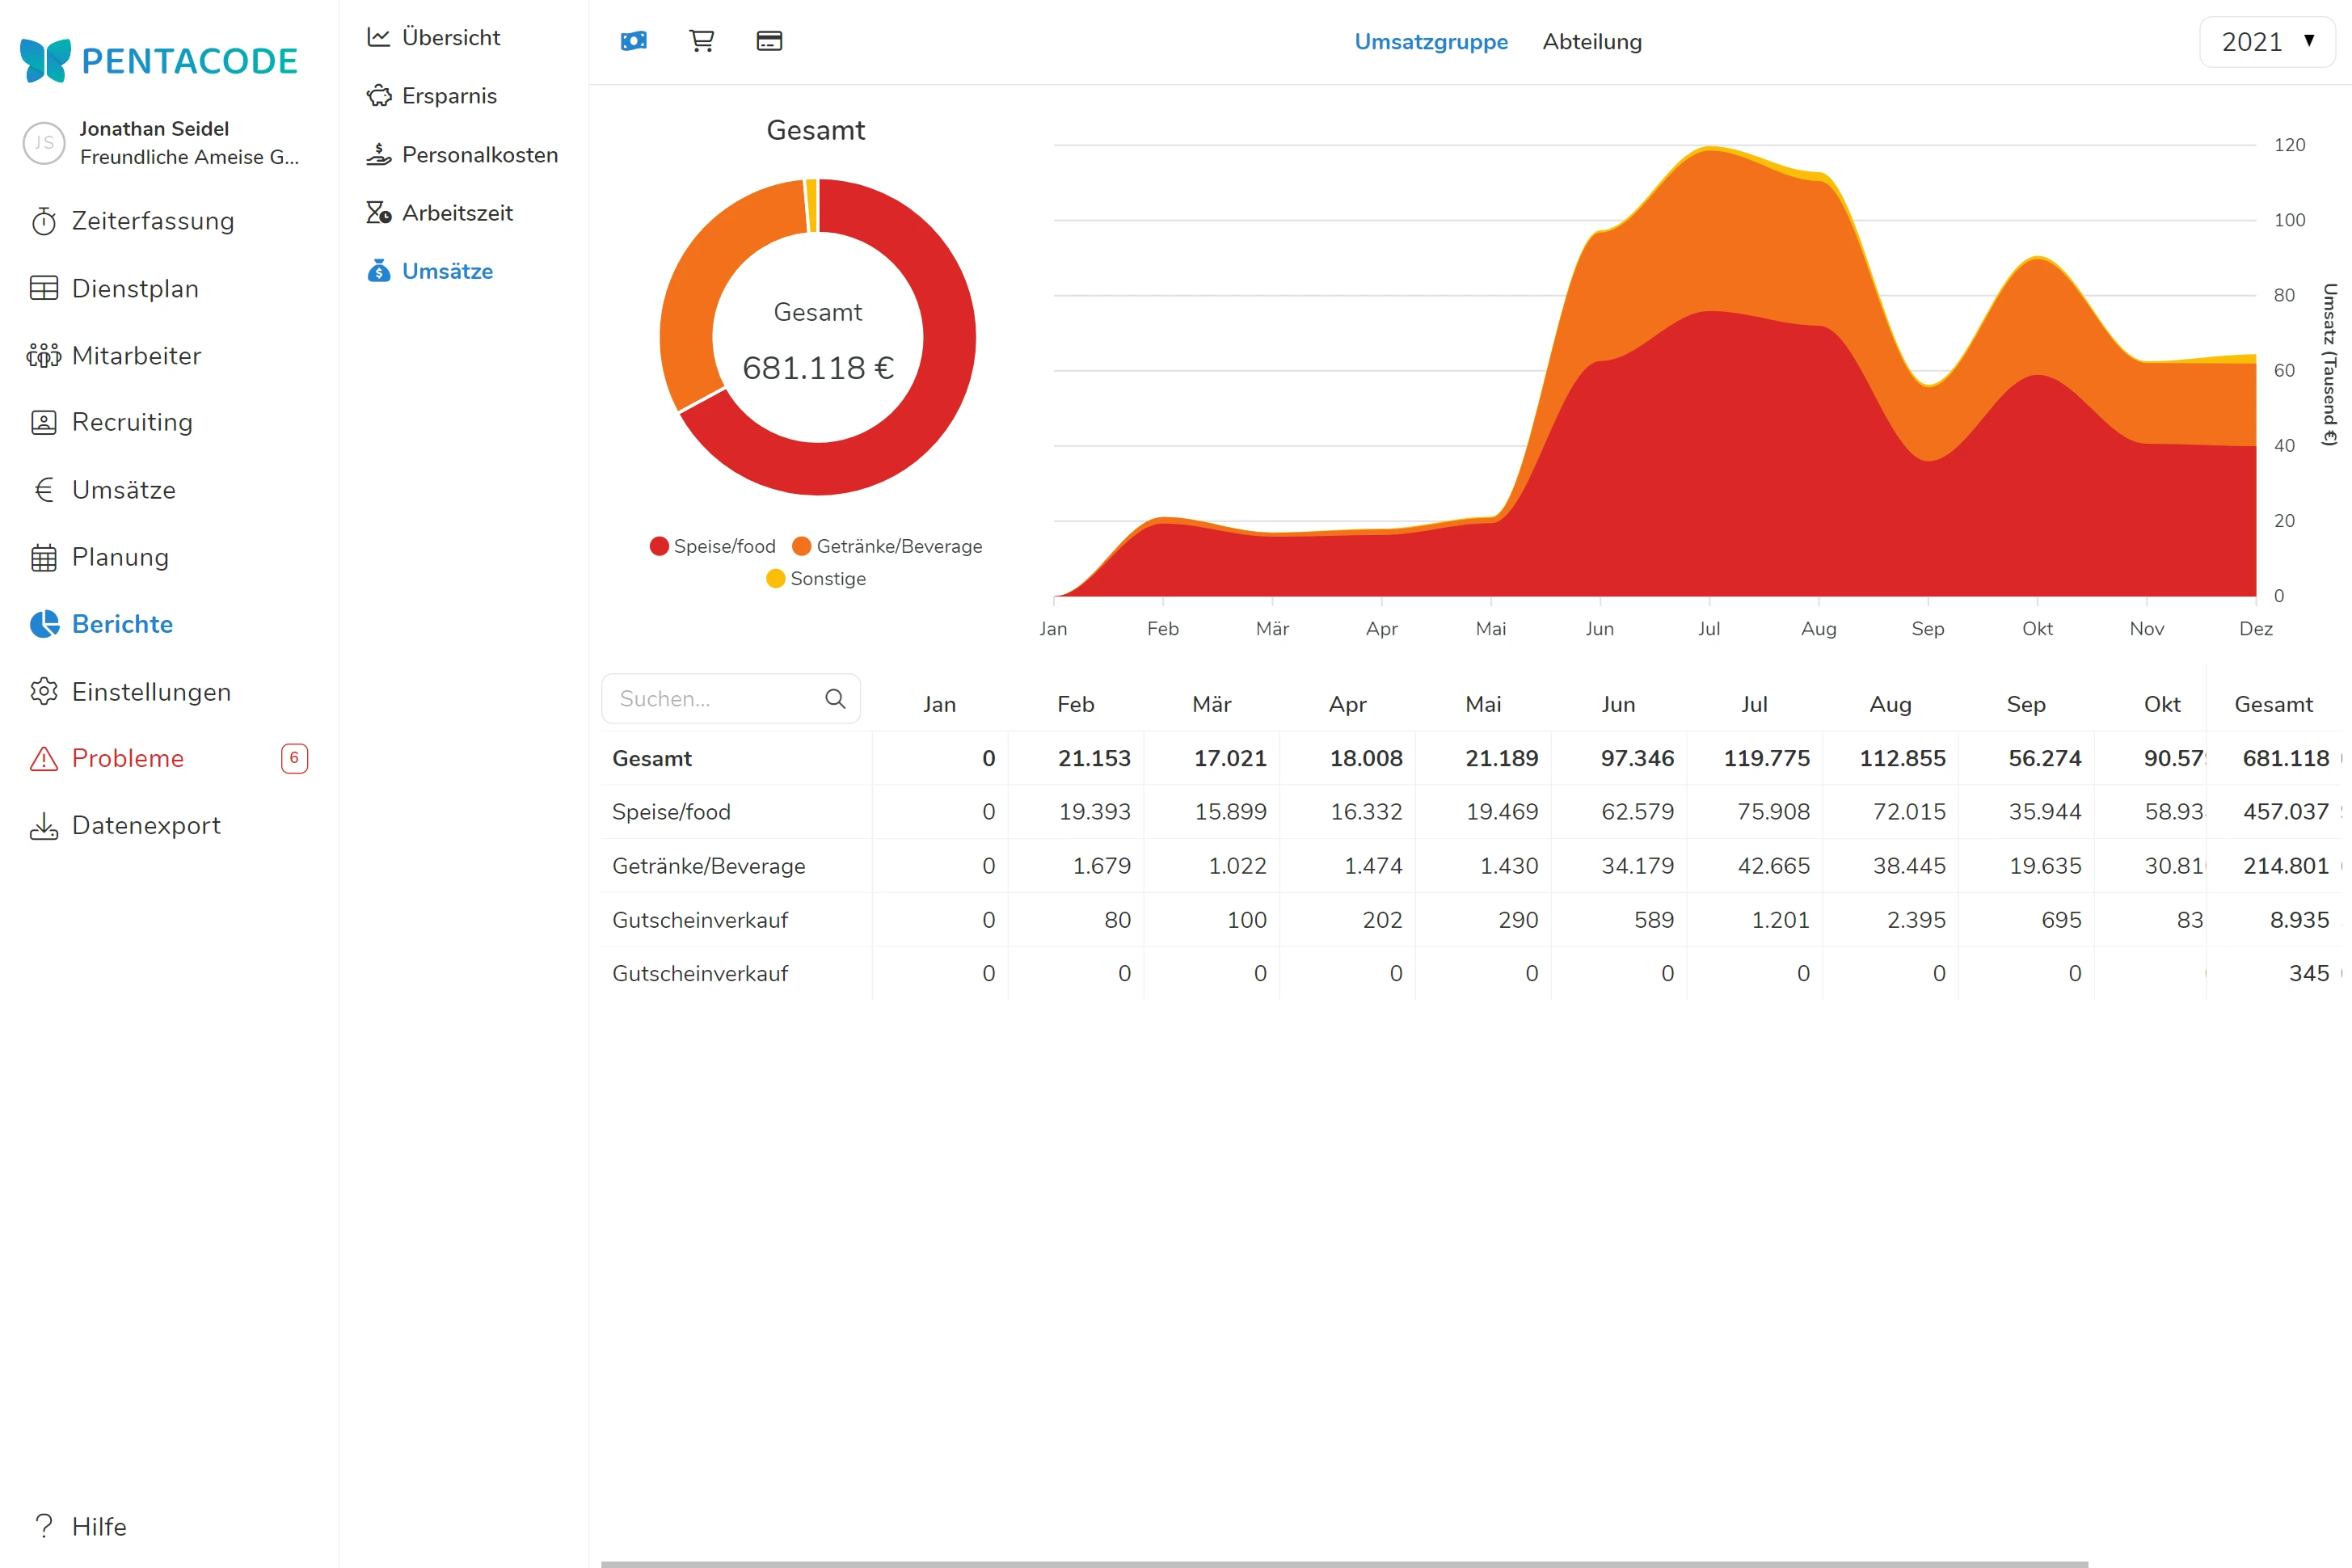 PENTACODE
JS
Jonathan Seidel
Freundliche Ameise G...
Zeiterfassung
Dienstplan
Mitarbeiter
Recruiting
Umsätze
Planung
Berichte
Einstellungen
Probleme 6
Datenexport
Hilfe
Übersicht
Ersparnis
Personalkosten
Arbeitszeit
Umsätze
Umsatzgruppe Abteilung
2021
Gesamt
Gesamt
681.118 €
Speise/food Getränke/Beverage
Sonstige
120
100
80
60
40
20
0
Umsatz (Tausend €)
Jan Feb Mär Apr Mai Jun Jul Aug Sep Okt Nov Dez
Suchen... Jan Feb Mär Apr Mai Jun Jul Aug Sep Okt Gesamt
Gesamt 0 21.153 17.021 18.008 21.189 97.346 119.775 112.855 56.274 681.118
Speise/food 0 19.393 15.899 16.332 19.469 62.579 75.908 72.015 35.944 58.93 457.037
Getränke/Beverage 0 1.679 1.022 1.474 1.430 34.179 42.665 38.445 19.635 30.81 214.801
Gutscheinverkauf 0 80 100 202 290 589 1.201 2.395 695 83 8.935
Gutscheinverkauf 0 0 0 0 0 0 0 0 0 345